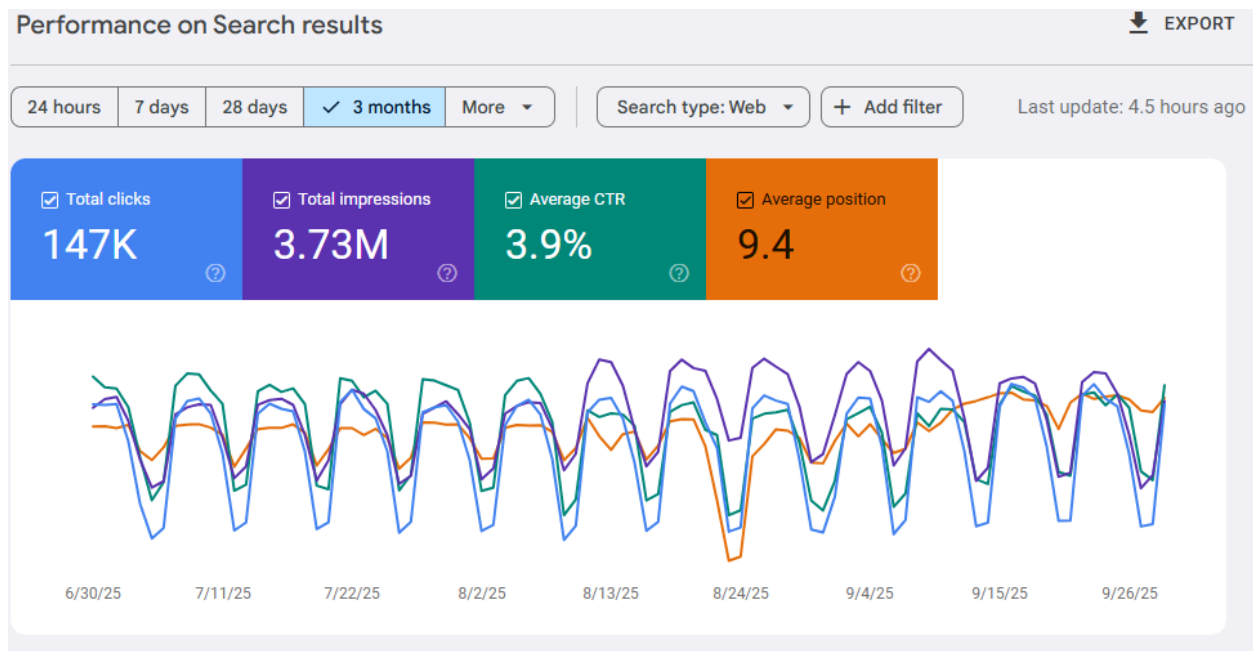 Performance on Search results
EXPORT
24 hours
7 days
28 days
3 months
More
Search type: Web
Add filter
Last update: 4.5 hours ago
Total clicks
147K
Total impressions
3.73M
Average CTR
3.9%
Average position
9.4
6/30/25
7/11/25
7/22/25
8/2/25
8/13/25
8/24/25
9/4/25
9/15/25
9/26/25